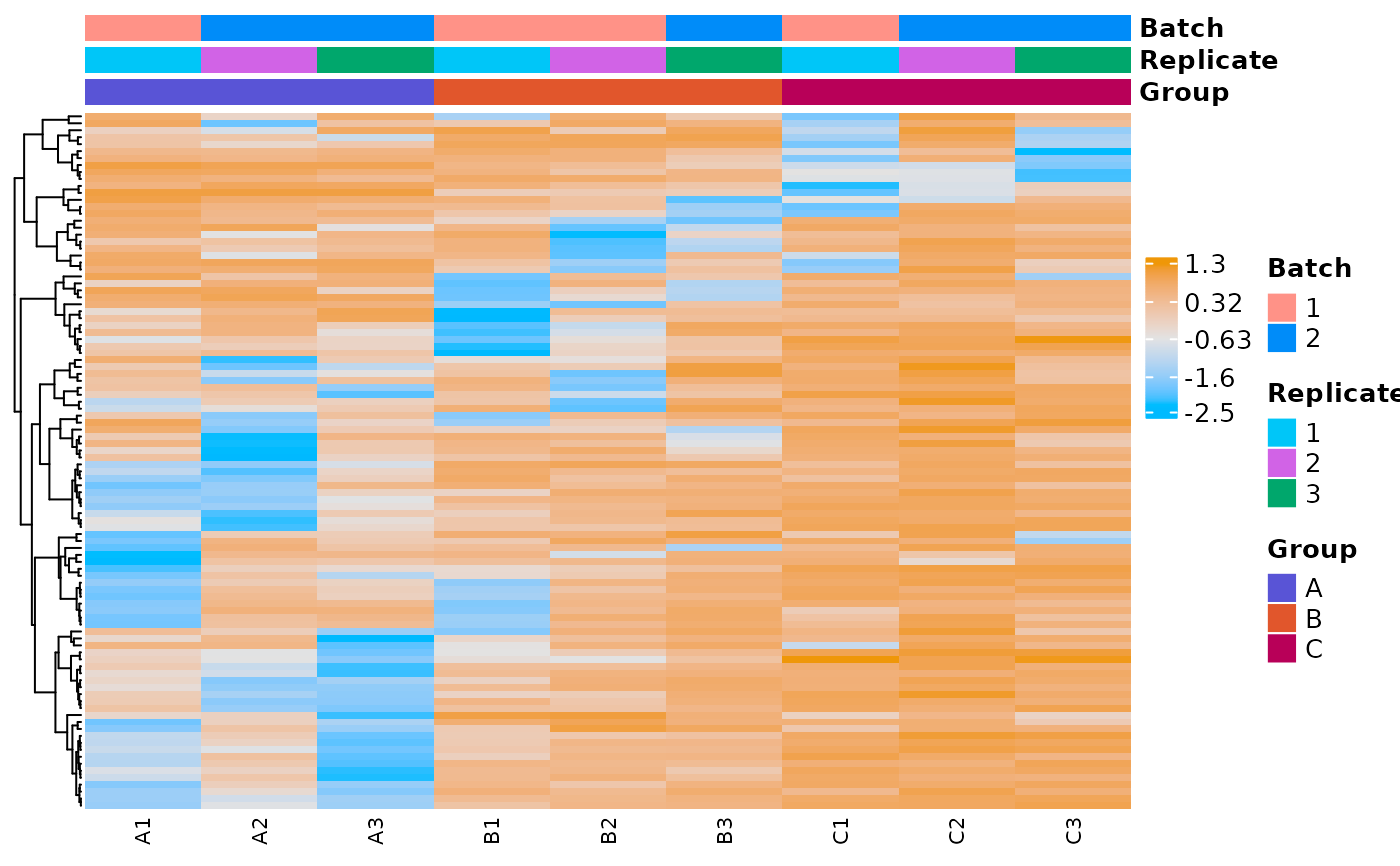 Batch
Replicate
Group
1.3
0.32
-0.63
-1.6
-2.5
Batch
1
2
Replicate
1
2
3
Group
A
B
C
A1
A2
A3
B1
B2
B3
C1
C2
C3